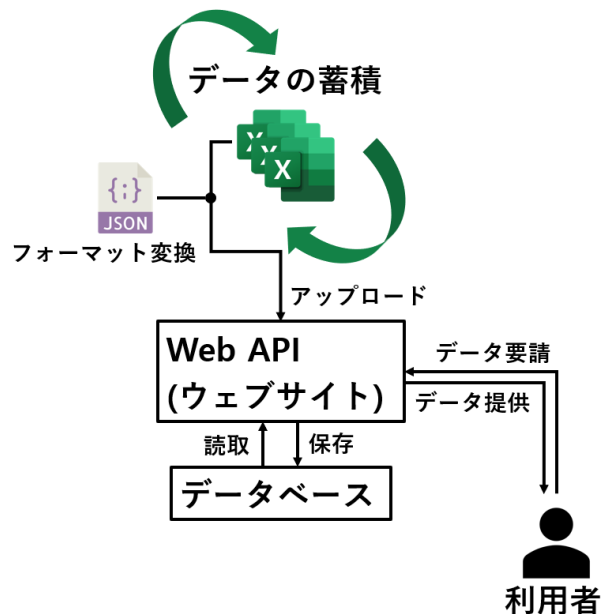 データの蓄積
X
X
X
{;}
JSON
フォーマット変換
アップロード
Web API
(ウェブサイト)
データ要請
データ提供
読取
保存
データベース
利用者